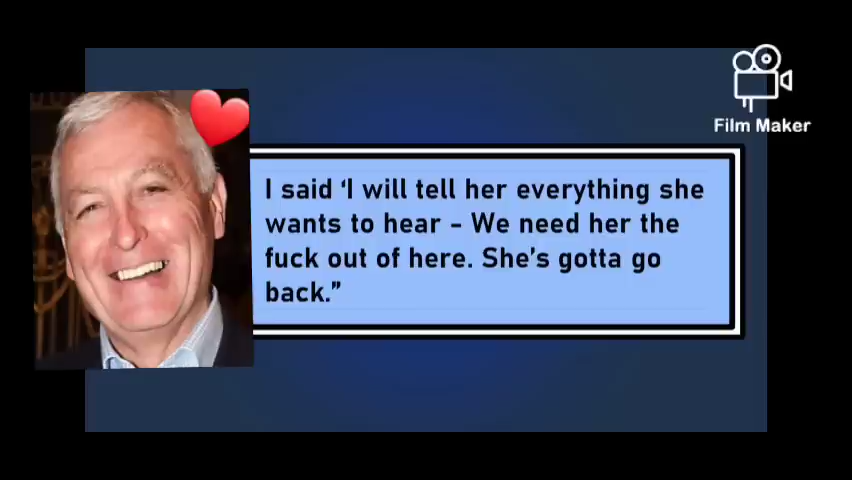 Film Maker
I said ‘I will tell her everything she
wants to hear - We need her the
fuck out of here. She’s gotta go
back.”